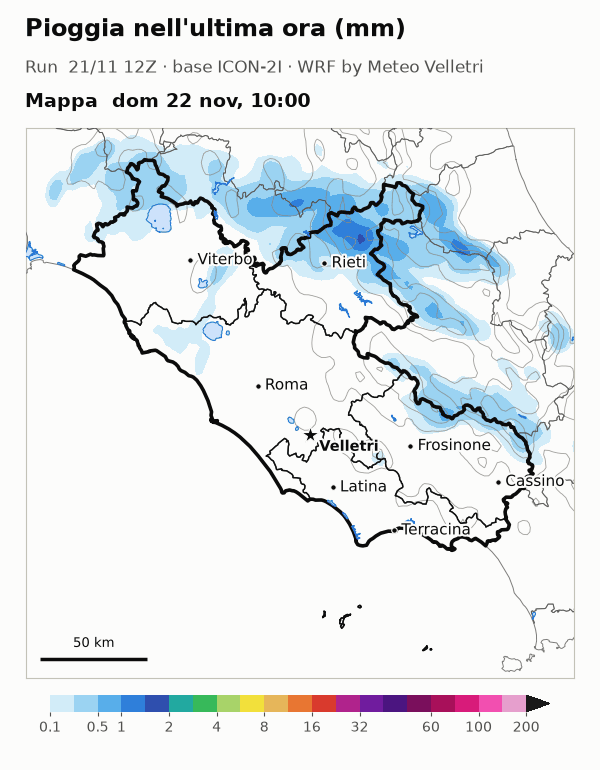 Pioggia nell'ultima ora (mm)
Run  21/11 12Z · base ICON-2I · WRF by Meteo Velletri
Mappa  dom 22 nov, 10:00
Viterbo
Rieti
Roma
Velletri
Frosinone
Latina
Cassino
Terracina
50 km
0.1 0.5 1 2 4 8 16 32 60 100 200